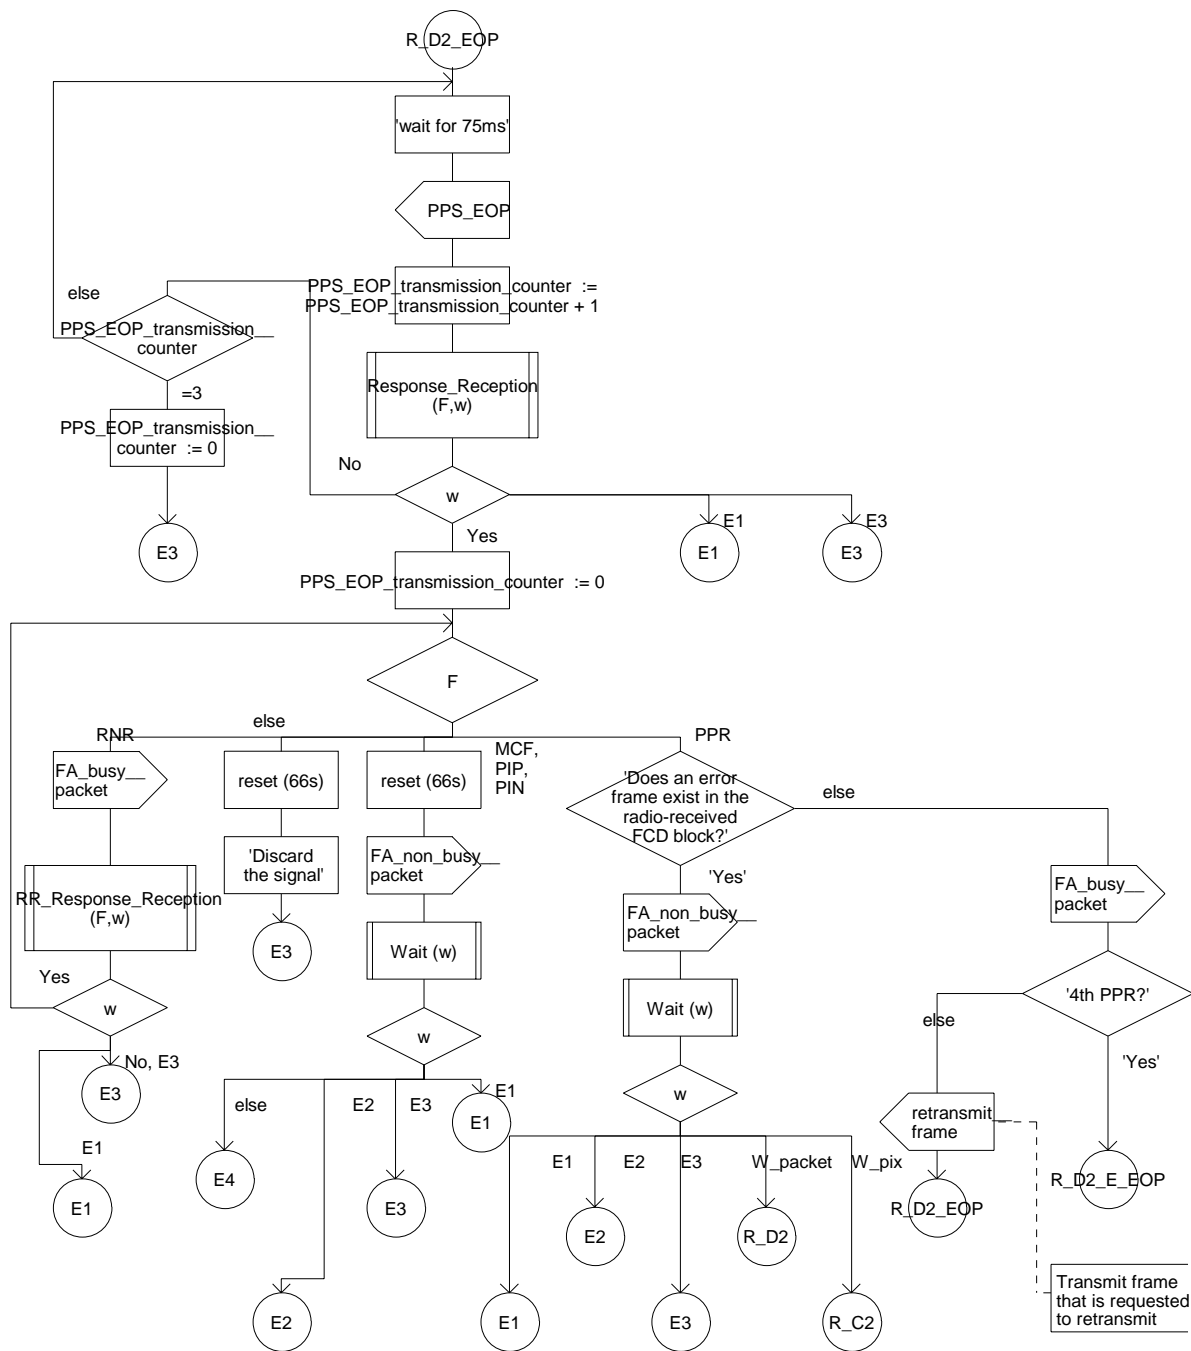 R_D2_EOP
'wait for 75ms'
PPS_EOP
PPS_EOP_transmission_counter :=
PPS_EOP_transmission_counter + 1
else
PPS_EOP_transmission__
counter
=3
PPS_EOP_transmission__
counter := 0
E3
Response_Reception
(F,w)
No
w
Yes
E1
E1
E3
E3
PPS_EOP_transmission_counter := 0
F
RNR
else
MCF,
PIP,
PIN
PPR
FA_busy__
packet
RR_Response_Reception
(F,w)
Yes
w
No, E3
E3
E1
E1
reset (66s)
'Discard
the signal'
E3
reset (66s)
FA_non_busy__
packet
Wait (w)
w
else
E4
E2
E2
E3
E3
E1
E1
'Does an error
frame exist in the
radio-received
FCD block?'
'Yes'
else
FA_non_busy__
packet
Wait (w)
w
E1
E1
E2
E2
E3
E3
W_packet
R_D2
W_pix
R_C2
FA_busy__
packet
'4th PPR?'
else
'Yes'
retransmit__
frame
R_D2_EOP
R_D2_E_EOP
Transmit frame
that is requested
to retransmit